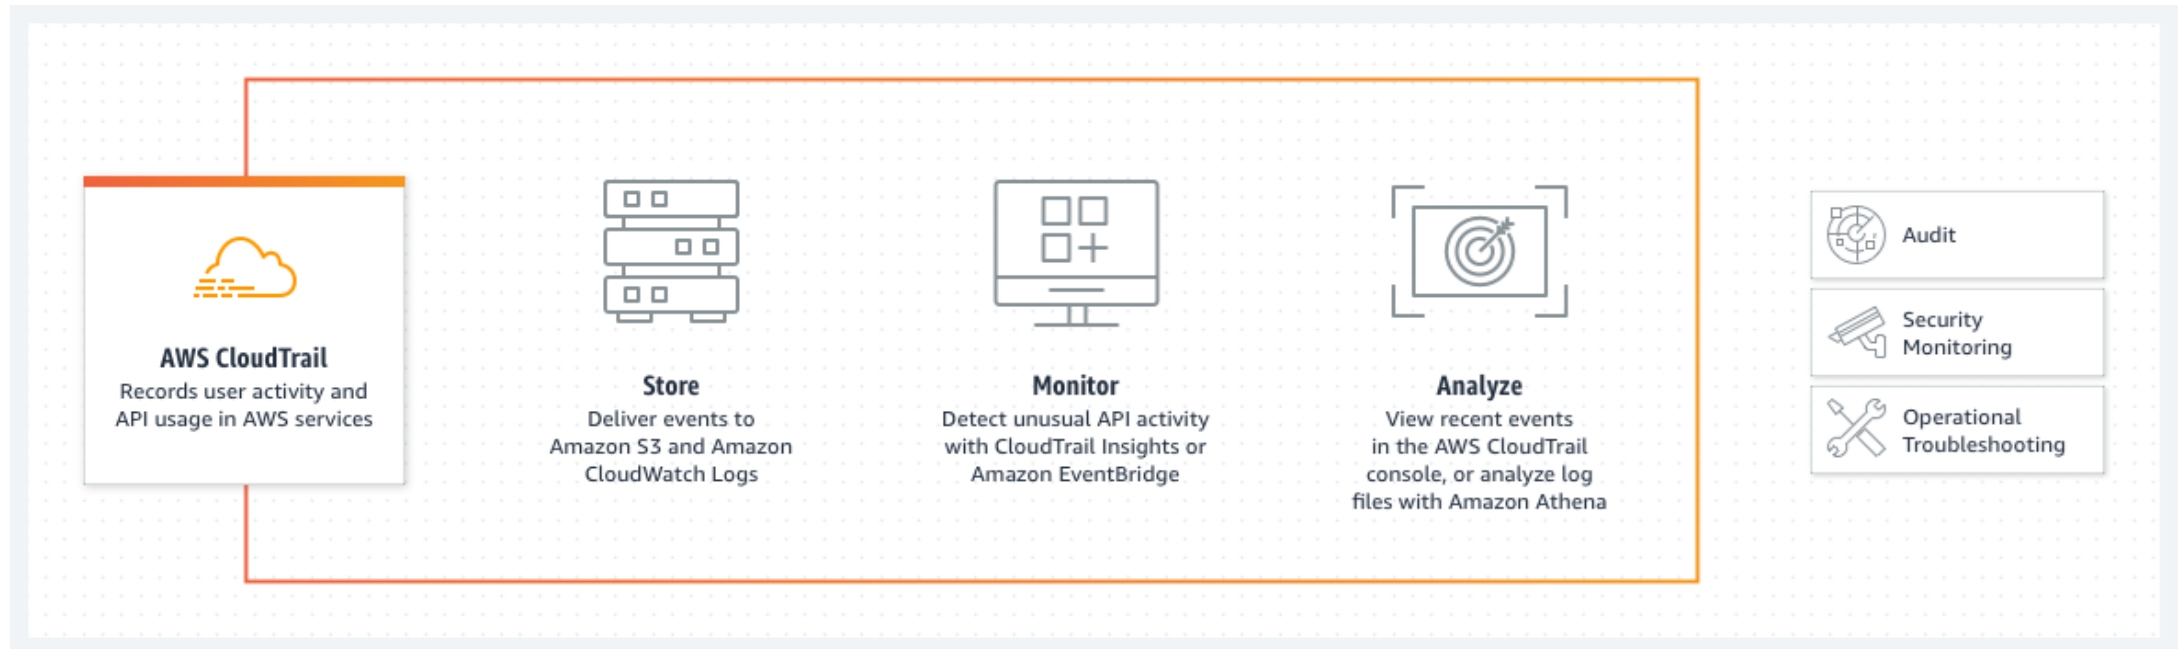 AWS CloudTrail
Records user activity and
API usage in AWS services
Store
Deliver events to
Amazon S3 and Amazon
CloudWatch Logs
Monitor
Detect unusual API activity
with CloudTrail Insights or
Amazon EventBridge
Analyze
View recent events
in the AWS CloudTrail
console, or analyze log
files with Amazon Athena
Audit
Security
Monitoring
Operational
Troubleshooting